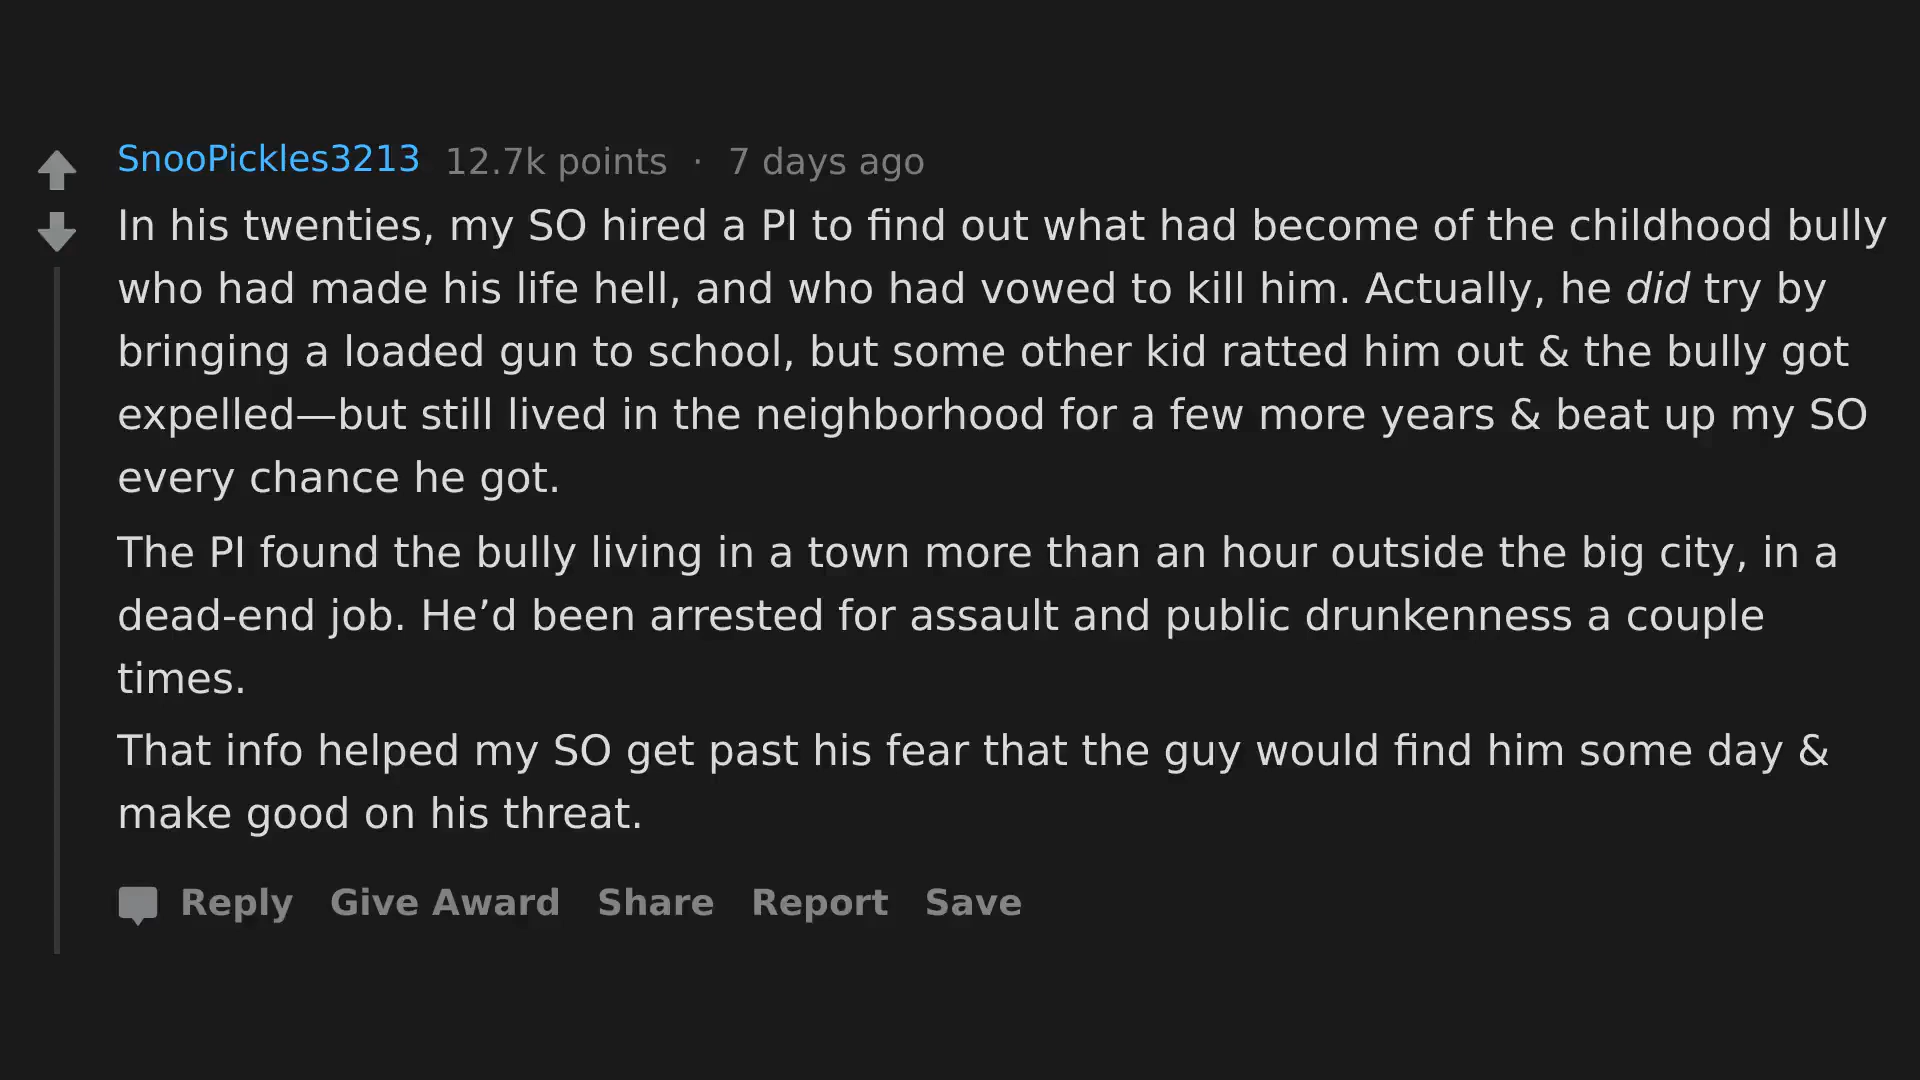 SnooPickles3213 12.7k points · 7 days ago
In his twenties, my SO hired a PI to find out what had become of the childhood bully
who had made his life hell, and who had vowed to kill him. Actually, he did try by
bringing a loaded gun to school, but some other kid ratted him out & the bully got
expelled—but still lived in the neighborhood for a few more years & beat up my SO
every chance he got.
The PI found the bully living in a town more than an hour outside the big city, in a
dead-end job. He’d been arrested for assault and public drunkenness a couple
times.
That info helped my SO get past his fear that the guy would find him some day &
make good on his threat.
Reply Give Award Share Report Save